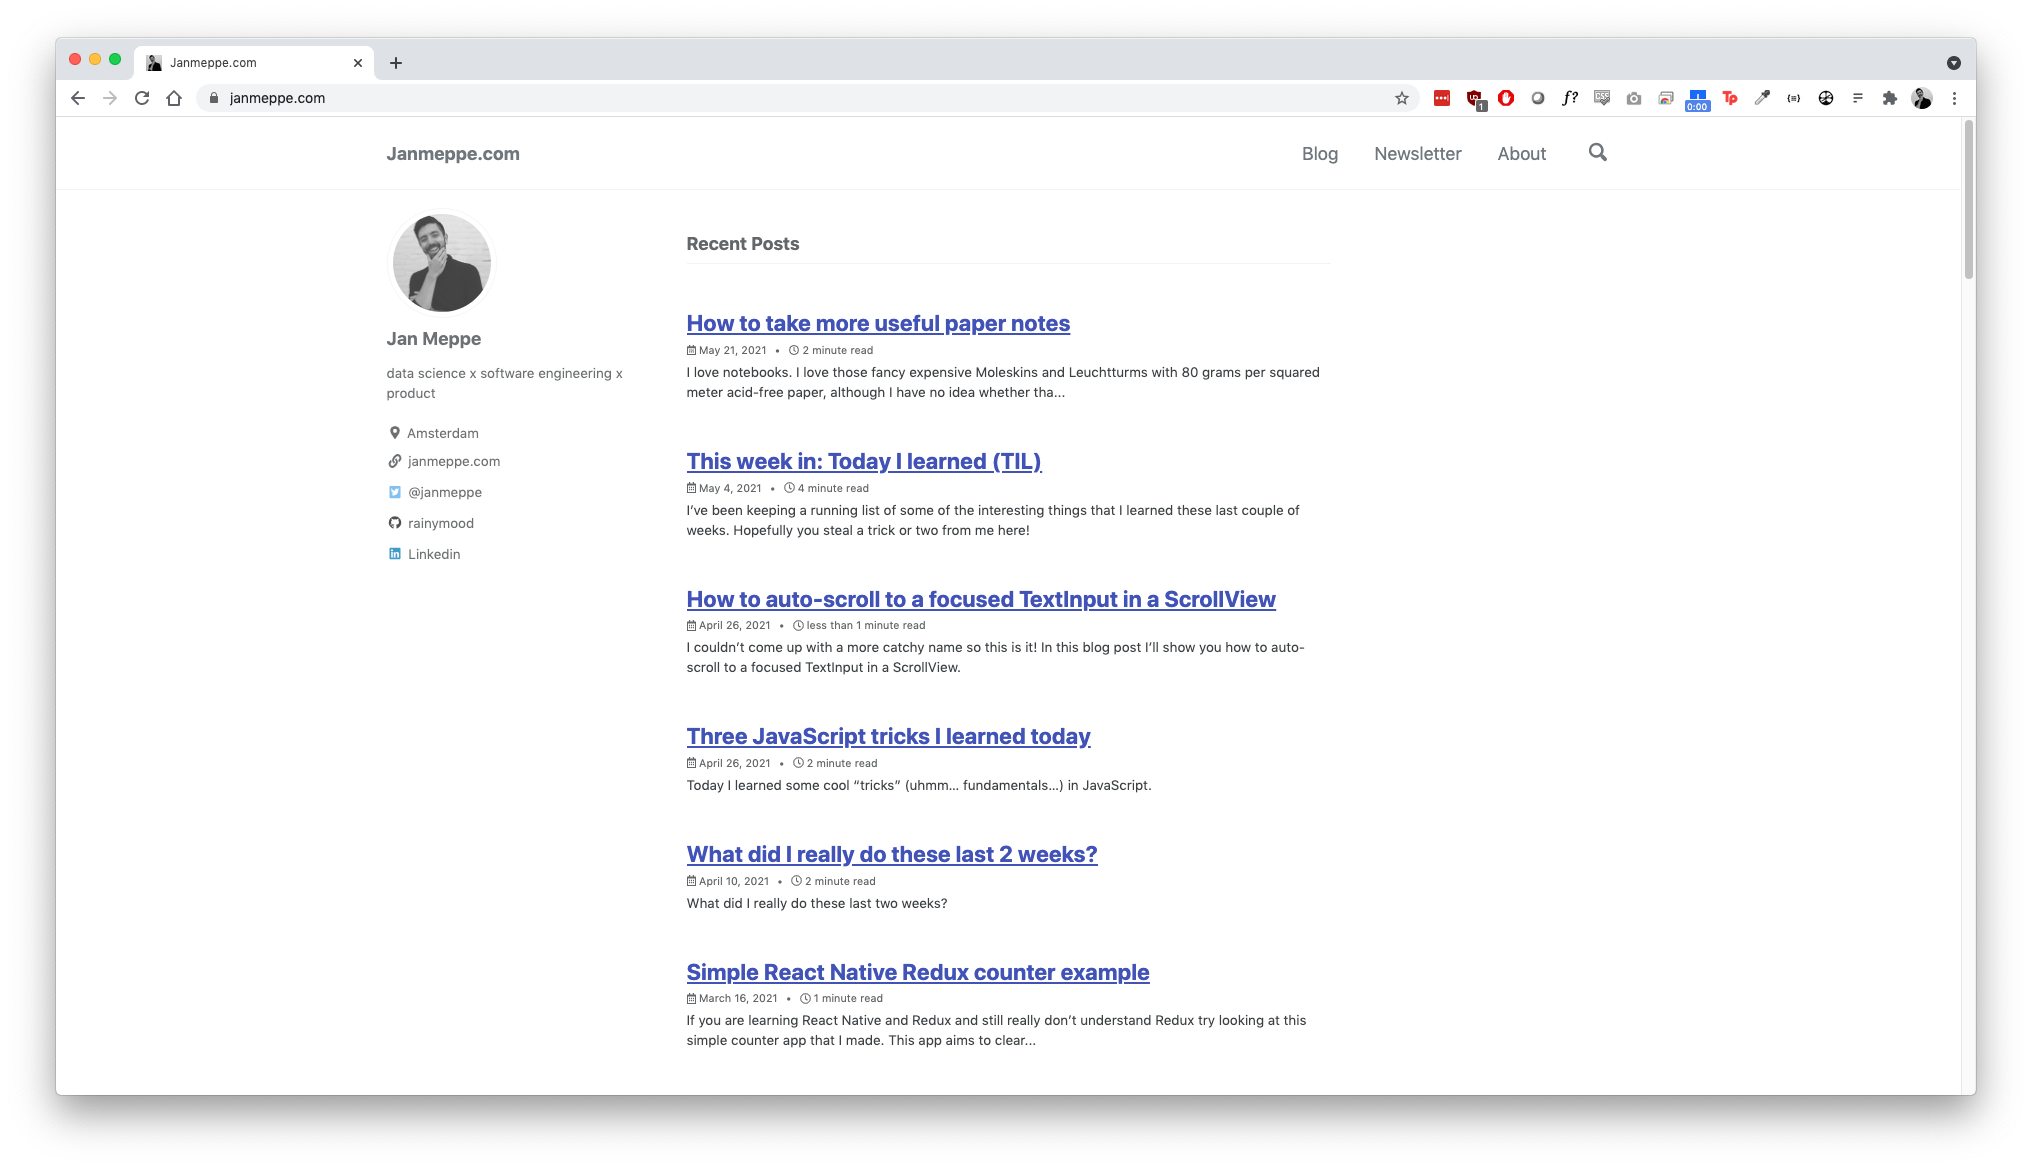 Janmeppe.com
janmeppe.com
1
f?
CSS
0:00
Tp
Janmeppe.com
Blog Newsletter About
Jan Meppe
data science x software engineering x
product
Amsterdam
janmeppe.com
@janmeppe
rainymood
Linkedin
Recent Posts
How to take more useful paper notes
May 21, 2021 • 2 minute read
I love notebooks. I love those fancy expensive Moleskins and Leuchtturms with 80 grams per squared
meter acid-free paper, although I have no idea whether tha...
This week in: Today I learned (TIL)
May 4, 2021 • 4 minute read
I’ve been keeping a running list of some of the interesting things that I learned these last couple of
weeks. Hopefully you steal a trick or two from me here!
How to auto-scroll to a focused TextInput in a ScrollView
April 26, 2021 • less than 1 minute read
I couldn’t come up with a more catchy name so this is it! In this blog post I’ll show you how to auto-
scroll to a focused TextInput in a ScrollView.
Three JavaScript tricks I learned today
April 26, 2021 • 2 minute read
Today I learned some cool “tricks” (uhmm… fundamentals…) in JavaScript.
What did I really do these last 2 weeks?
April 10, 2021 • 2 minute read
What did I really do these last two weeks?
Simple React Native Redux counter example
March 16, 2021 • 1 minute read
If you are learning React Native and Redux and still really don’t understand Redux try looking at this
simple counter app that I made. This app aims to clear...